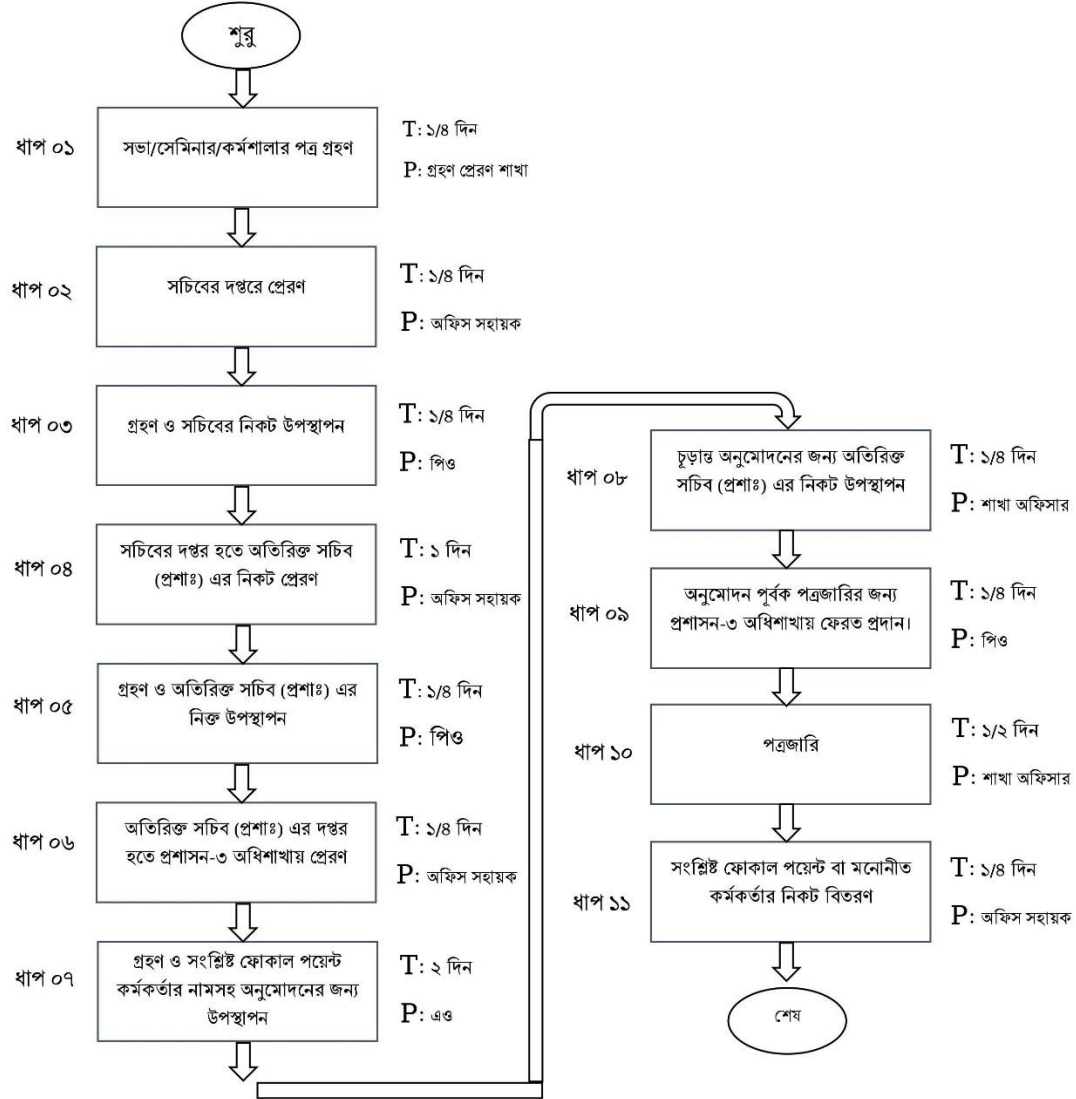 শুরু
ধাপ ০১
সভা/সেমিনার/কর্মশালার পত্র গ্রহণ
T: ১/৪ দিন
P: গ্রহণ প্রেরণ শাখা
ধাপ ০২
সচিবের দপ্তরে প্রেরণ
T: ১/৪ দিন
P: অফিস সহায়ক
ধাপ ০৩
গ্রহণ ও সচিবের নিকট উপস্থাপন
T: ১/৪ দিন
P: পিও
ধাপ ০৪
সচিবের দপ্তর হতে অতিরিক্ত সচিব
(প্রশাঃ) এর নিকট প্রেরণ
T: ১ দিন
P: অফিস সহায়ক
ধাপ ০৫
গ্রহণ ও অতিরিক্ত সচিব (প্রশাঃ) এর
নিক্ত উপস্থাপন
T: ১/৪ দিন
P: পিও
ধাপ ০৬
অতিরিক্ত সচিব (প্রশাঃ) এর দপ্তর
হতে প্রশাসন-৩ অধিশাখায় প্রেরণ
T: ১/৪ দিন
P: অফিস সহায়ক
ধাপ ০৭
গ্রহণ ও সংশ্লিষ্ট ফোকাল পয়েন্ট
কর্মকর্তার নামসহ অনুমোদনের জন্য
উপস্থাপন
T: ২ দিন
P: এও
ধাপ ০৮
চূড়ান্ত অনুমোদনের জন্য অতিরিক্ত
সচিব (প্রশাঃ) এর নিকট উপস্থাপন
T: ১/৪ দিন
P: শাখা অফিসার
ধাপ ০৯
অনুমোদন পূর্বক পত্রজারির জন্য
প্রশাসন-৩ অধিশাখায় ফেরত প্রদান।
T: ১/৪ দিন
P: পিও
ধাপ ১০
পত্রজারি
T: ১/২ দিন
P: শাখা অফিসার
ধাপ ১১
সংশ্লিষ্ট ফোকাল পয়েন্ট বা মনোনীত
কর্মকর্তার নিকট বিতরণ
T: ১/৪ দিন
P: অফিস সহায়ক
শেষ